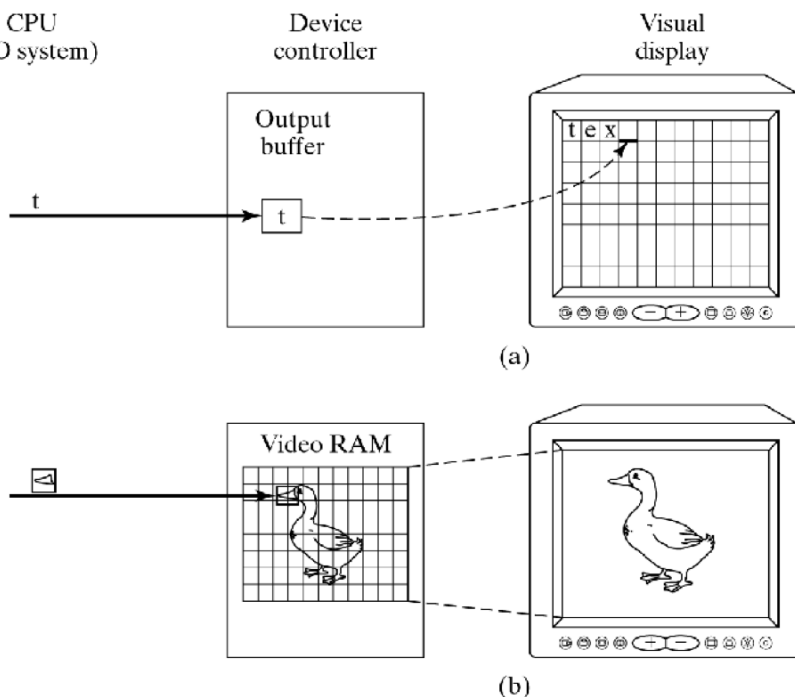 CPU
O system)
Device
controller
Visual
display
Output
buffer
t
t
t e x
− +
(a)
Video RAM
+ −
(b)